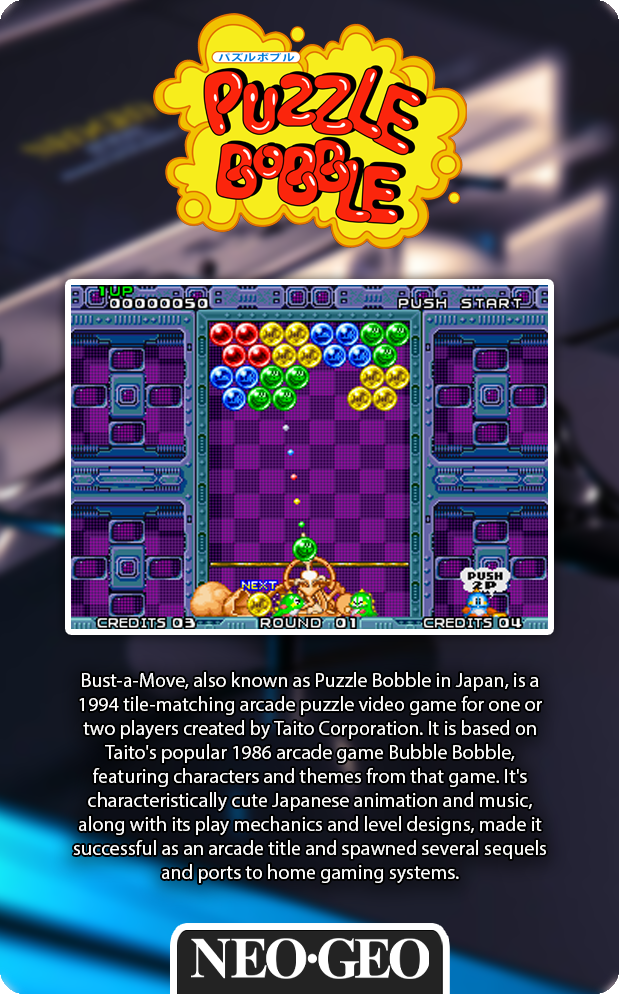 パズルボブル
PUZZLE
BOBBLE
1UP
00000050
PUSH START
NEXT
PUSH
2P
CREDITS 03
ROUND 01
CREDITS 04
Bust-a-Move, also known as Puzzle Bobble in Japan, is a
1994 tile-matching arcade puzzle video game for one or
two players created by Taito Corporation. It is based on
Taito's popular 1986 arcade game Bubble Bobble,
featuring characters and themes from that game. It's
characteristically cute Japanese animation and music,
along with its play mechanics and level designs, made it
successful as an arcade title and spawned several sequels
and ports to home gaming systems.
NEO•GEO